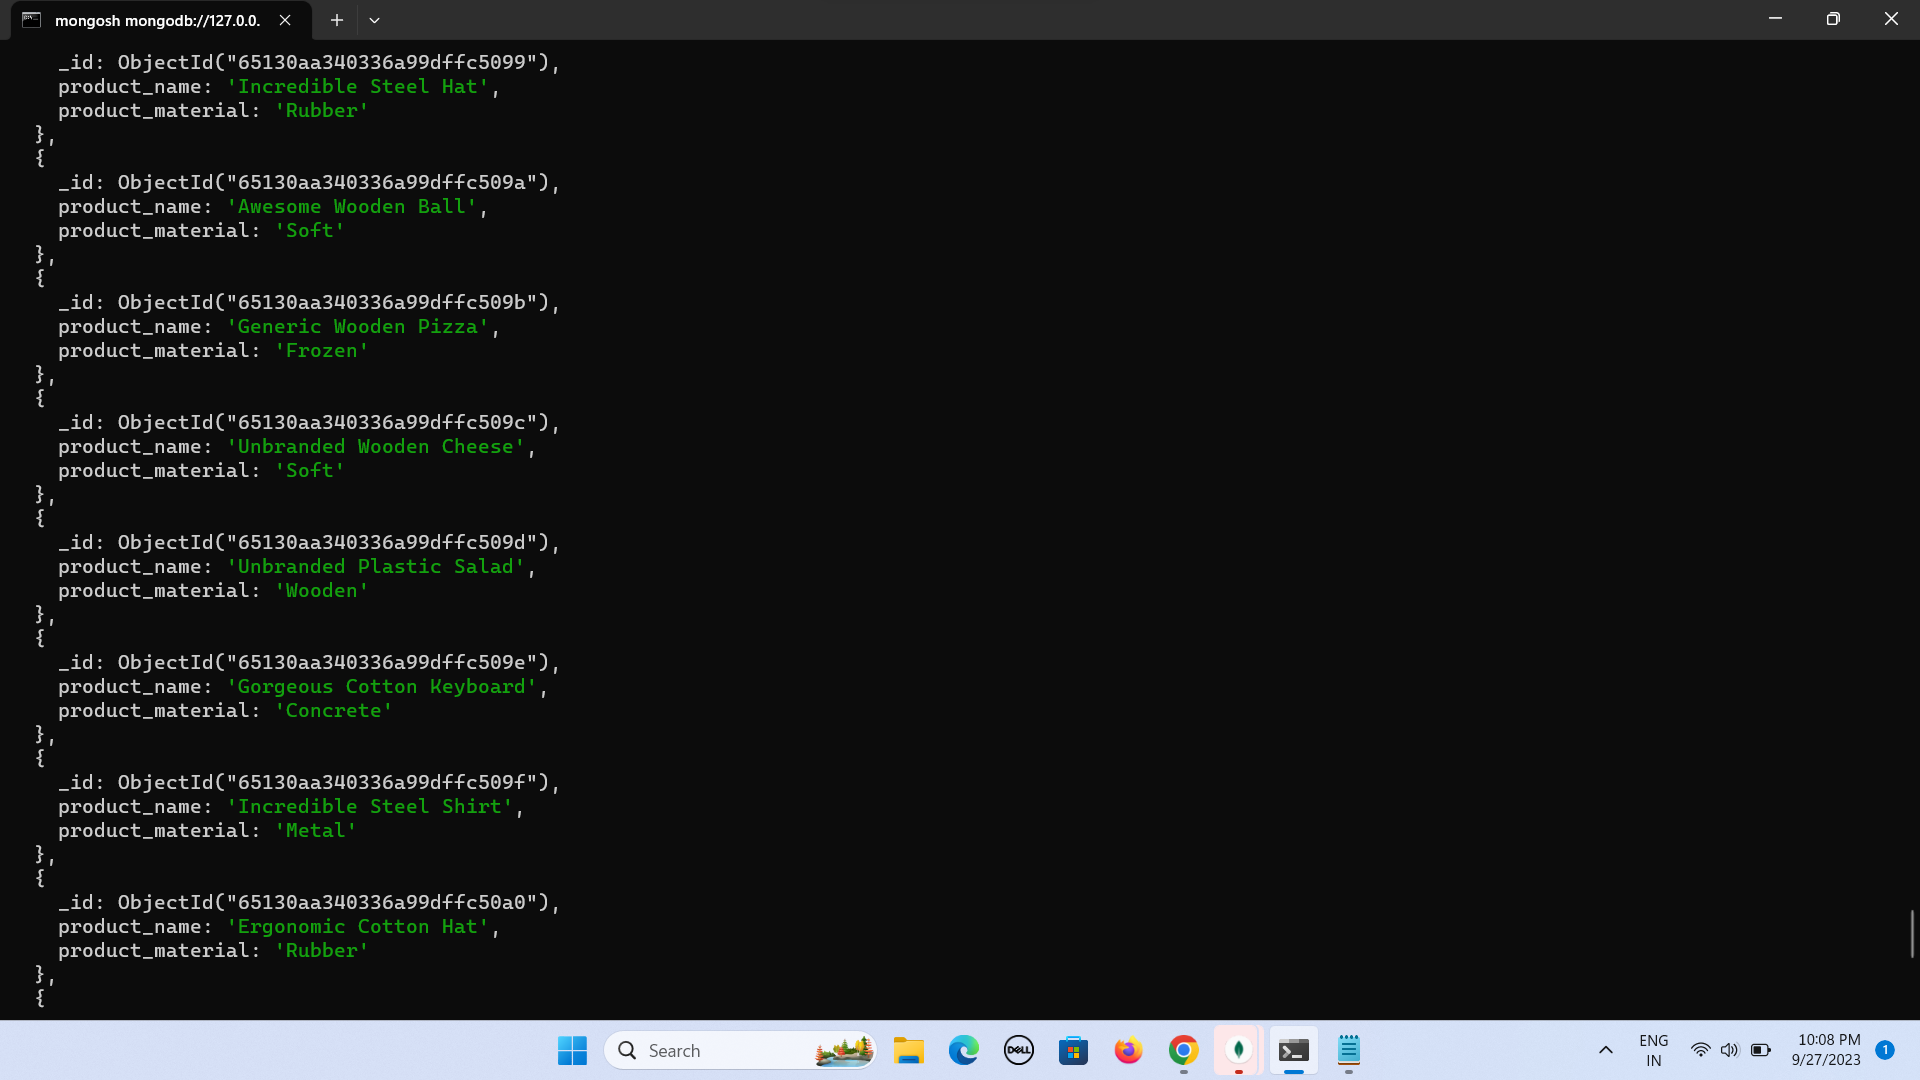 mongosh mongodb://127.0.0.
_id: ObjectId("65130aa340336a99dffc5099"),
product_name: 'Incredible Steel Hat',
product_material: 'Rubber'
},
{
_id: ObjectId("65130aa340336a99dffc509a"),
product_name: 'Awesome Wooden Ball',
product_material: 'Soft'
},
{
_id: ObjectId("65130aa340336a99dffc509b"),
product_name: 'Generic Wooden Pizza',
product_material: 'Frozen'
},
{
_id: ObjectId("65130aa340336a99dffc509c"),
product_name: 'Unbranded Wooden Cheese',
product_material: 'Soft'
},
{
_id: ObjectId("65130aa340336a99dffc509d"),
product_name: 'Unbranded Plastic Salad',
product_material: 'Wooden'
},
{
_id: ObjectId("65130aa340336a99dffc509e"),
product_name: 'Gorgeous Cotton Keyboard',
product_material: 'Concrete'
},
{
_id: ObjectId("65130aa340336a99dffc509f"),
product_name: 'Incredible Steel Shirt',
product_material: 'Metal'
},
{
_id: ObjectId("65130aa340336a99dffc50a0"),
product_name: 'Ergonomic Cotton Hat',
product_material: 'Rubber'
},
{
Search
DELL
ENG
IN
10:08 PM
9/27/2023
1